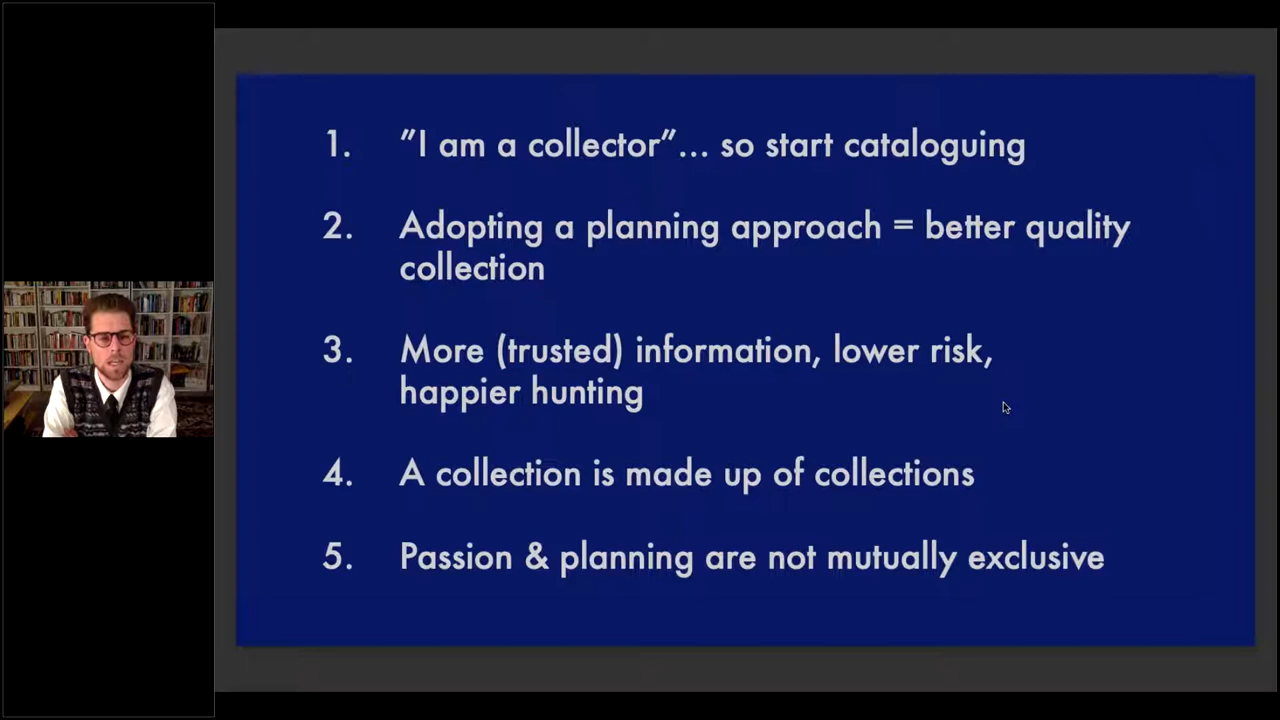 1. ”I am a collector”... so start cataloguing
2. Adopting a planning approach = better quality
collection
3. More (trusted) information, lower risk,
happier hunting
4. A collection is made up of collections
5. Passion & planning are not mutually exclusive